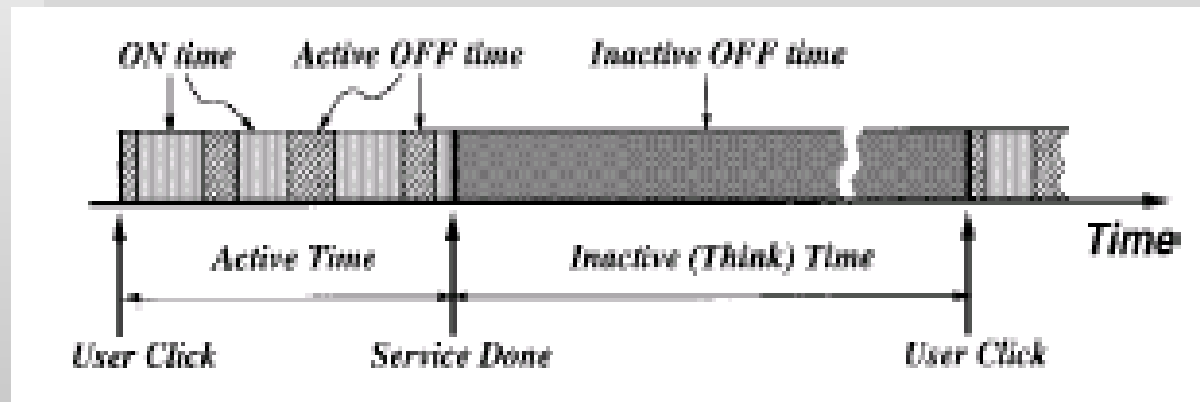 ON time
Active OFF time
Inactive OFF time
Time
Active Time
Inactive (Think) Time
User Click
Service Done
User Click